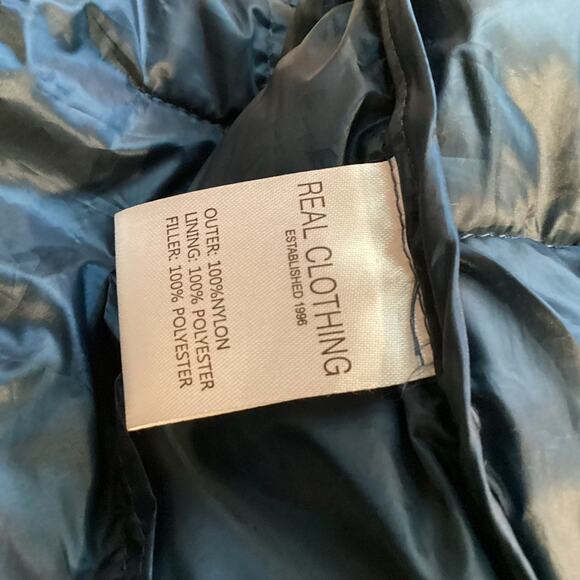 REAL CLOTHING
ESTABLISHED 1996
OUTER: 100%NYLON
LINING: 100% POLYESTER
FILLER: 100% POLYESTER